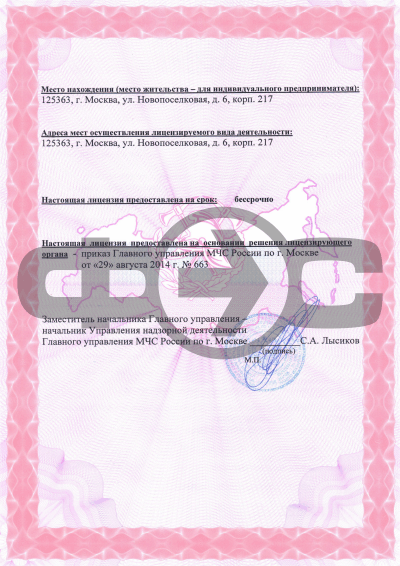 Место нахождения (место жительства – для индивидуального предпринимателя):
125363, г. Москва, ул. Новопоселковая, д. 6, корп. 217
Адреса мест осуществления лицензируемого вида деятельности:
125363, г. Москва, ул. Новопоселковая, д. 6, корп. 217
Настоящая лицензия предоставлена на срок: бессрочно
Настоящая лицензия предоставлена на основании решения лицензирующего
органа - приказ Главного управления МЧС России по г. Москве
от «29» августа 2014 г. № 663
Заместитель начальника Главного управления -
начальник Управления надзорной деятельности
Главного управления МЧС России по г. Москве С.А. Лысиков
(подпись)
М.П.